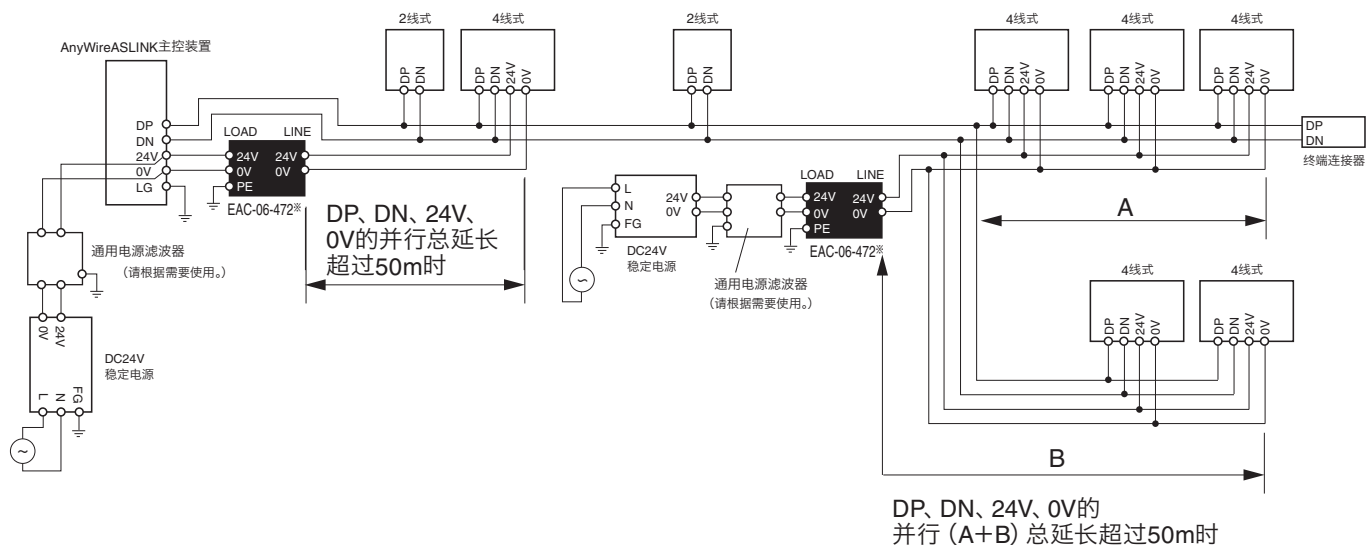 2线式
4线式
2线式
4线式
4线式
4线式
AnyWireASLINK主控装置
DP
DN
DP
DN
24V
0V
DP
DN
DP
DN
24V
0V
DP
DN
24V
0V
DP
DN
24V
0V
DP
DN
24V
0V
LG
LOAD LINE
24V 24V
0V 0V
PE
EAC-06-472※
DP
DN
终端连接器
DP、DN、24V、
0V的并行总延长
超过50m时
L
N
FG
24V
0V
DC24V
稳定电源
LOAD LINE
24V 24V
0V 0V
PE
EAC-06-472※
通用电源滤波器
(请根据需要使用。)
A
通用电源滤波器
(请根据需要使用。)
0V
24V
DC24V
稳定电源
L
N
FG
~
~
4线式
4线式
DP
DN
24V
0V
DP
DN
24V
0V
B
DP、DN、24V、0V的
并行(A+B)总延长超过50m时